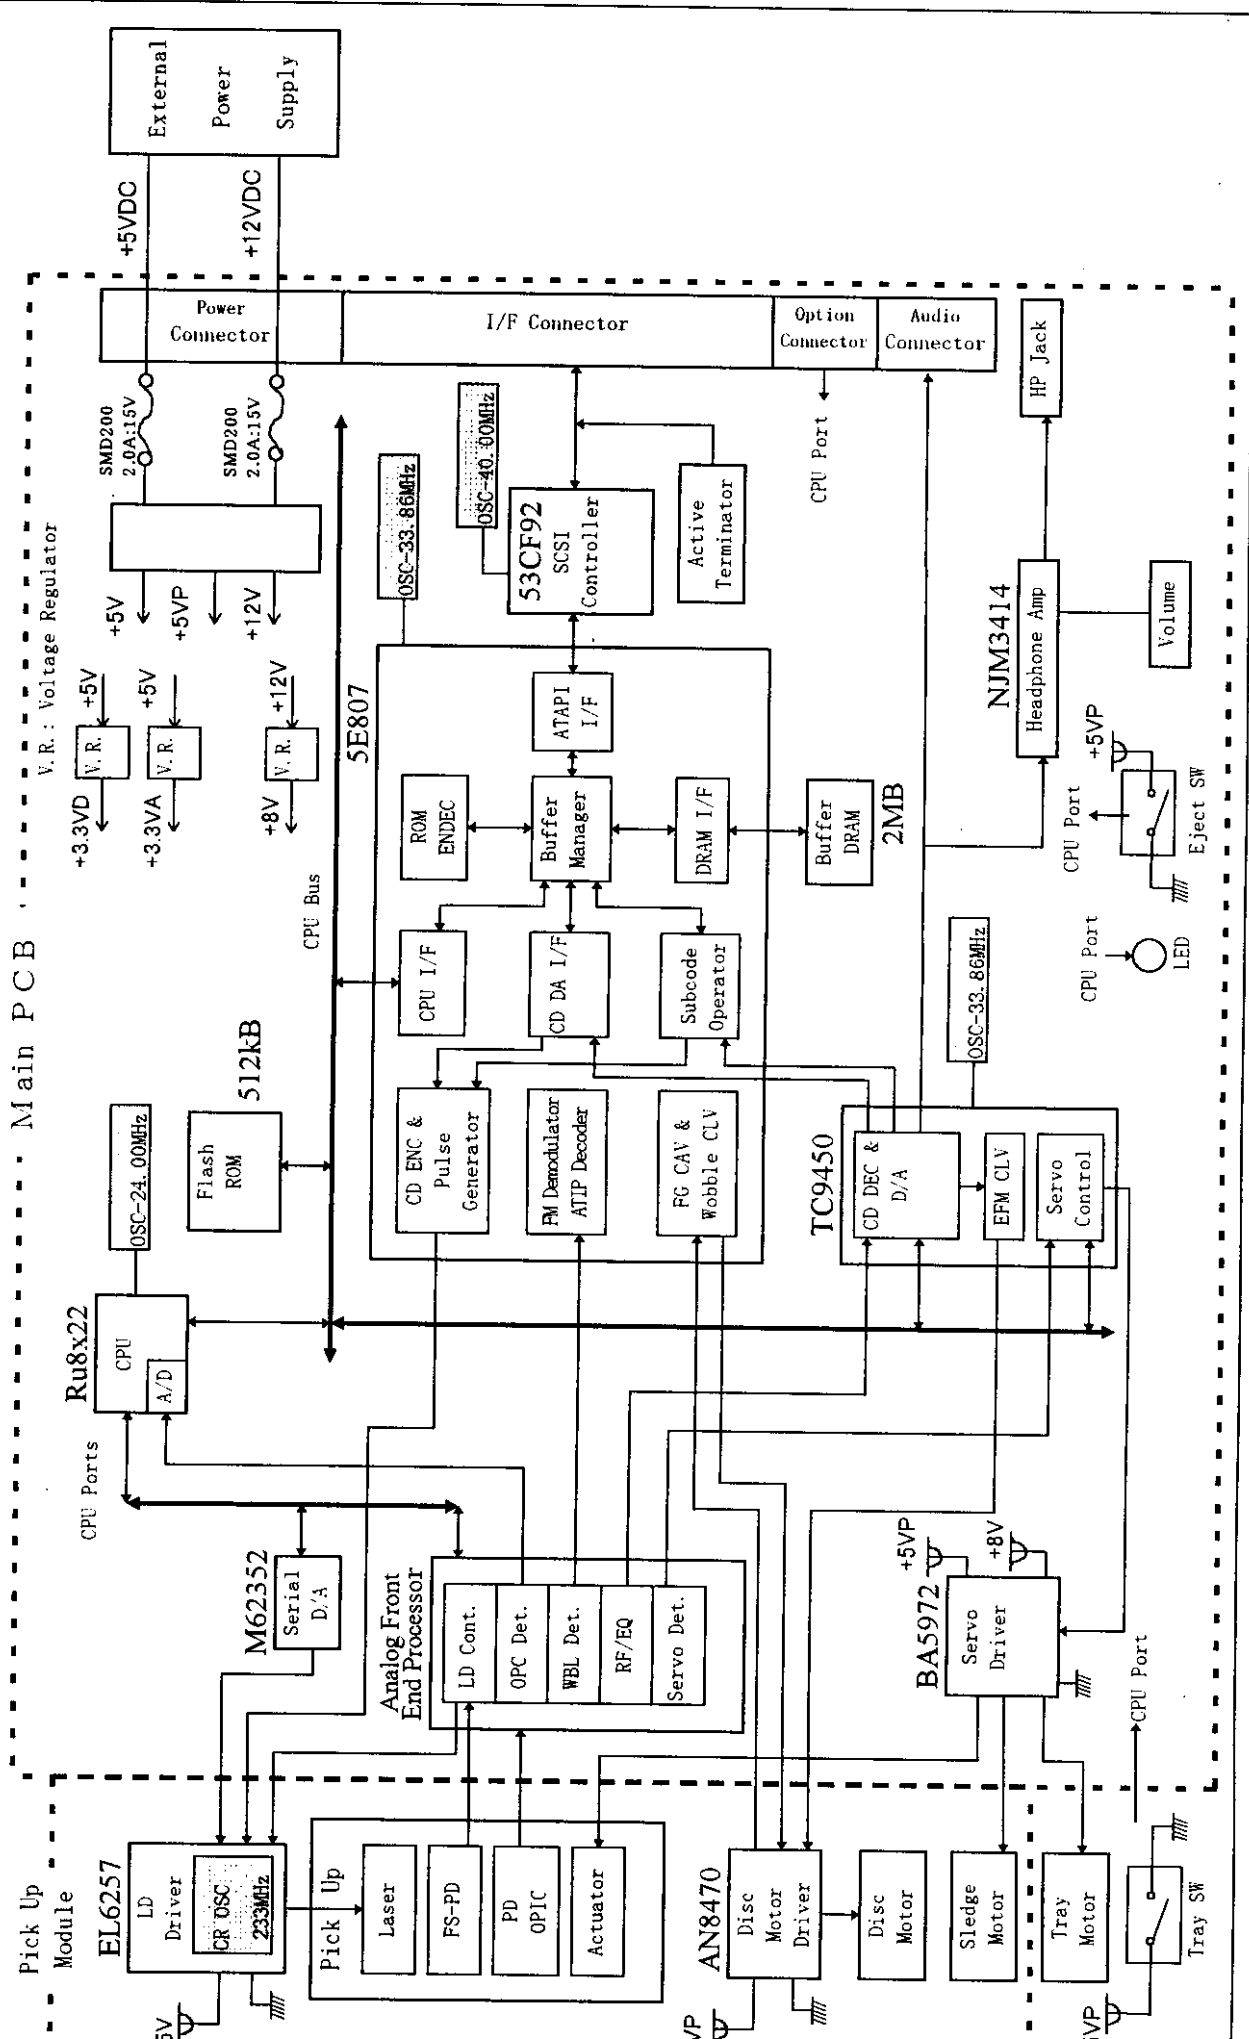 External
Power
Supply
+5VDC
+12VDC
Power
Connector
I/F Connector
Option
Connector
Audio
Connector
SMD200
2.0A:15V
SMD200
2.0A:15V
HP Jack
OSC-40.00MHz
OSC-33.86MHz
53CF92
SCSI
Controller
Active
Terminator
CPU Port
V.R.: Voltage Regulator
+5V
+5VP
+12V
NJM3414
Headphone Amp
Volume
+3.3VD
V.R.
+5V
+3.3VA
V.R.
+5V
+8V
V.R.
+12V
5E807
ATAPI
I/F
ROM
ENDEC
Buffer
Manager
DRAM I/F
Buffer
DRAM
2MB
+5VP
CPU Port
Eject SW
Main PCB
CPU Bus
CPU I/F
CD DA I/F
Subcode
Operator
OSC-33.86MHz
CPU Port
LED
512kB
OSC-24.00MHz
Flash
ROM
CD ENC &
Pulse
Generator
FM Demodulator
ATIP Decoder
FG CAV &
Wobble CLV
TC9450
CD DEC &
D/A
EFM CLV
Servo
Control
Ru8x22
CPU
A/D
CPU Ports
M62352
Serial
D/A
Analog Front
End Processor
LD Cont.
OPC Det.
WBL Det.
RF/EQ
Servo Det.
+5VP
+8V
BA5972
Servo
Driver
CPU Port
Pick Up
Module
EL6257
LD
Driver
CR OSC
233MHz
Pick Up
Laser
FS-PD
PD
OPIC
Actuator
AN8470
Disc
Motor
Driver
Disc
Motor
Sledge
Motor
Tray
Motor
Tray SW